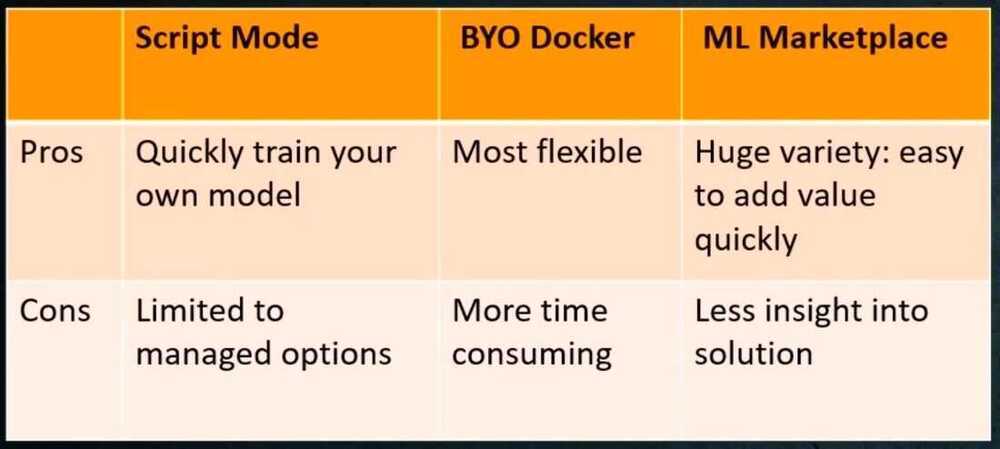 Script Mode
BYO Docker
ML Marketplace
Pros
Quickly train your
own model
Most flexible
Huge variety: easy
to add value
quickly
Cons
Limited to
managed options
More time
consuming
Less insight into
solution